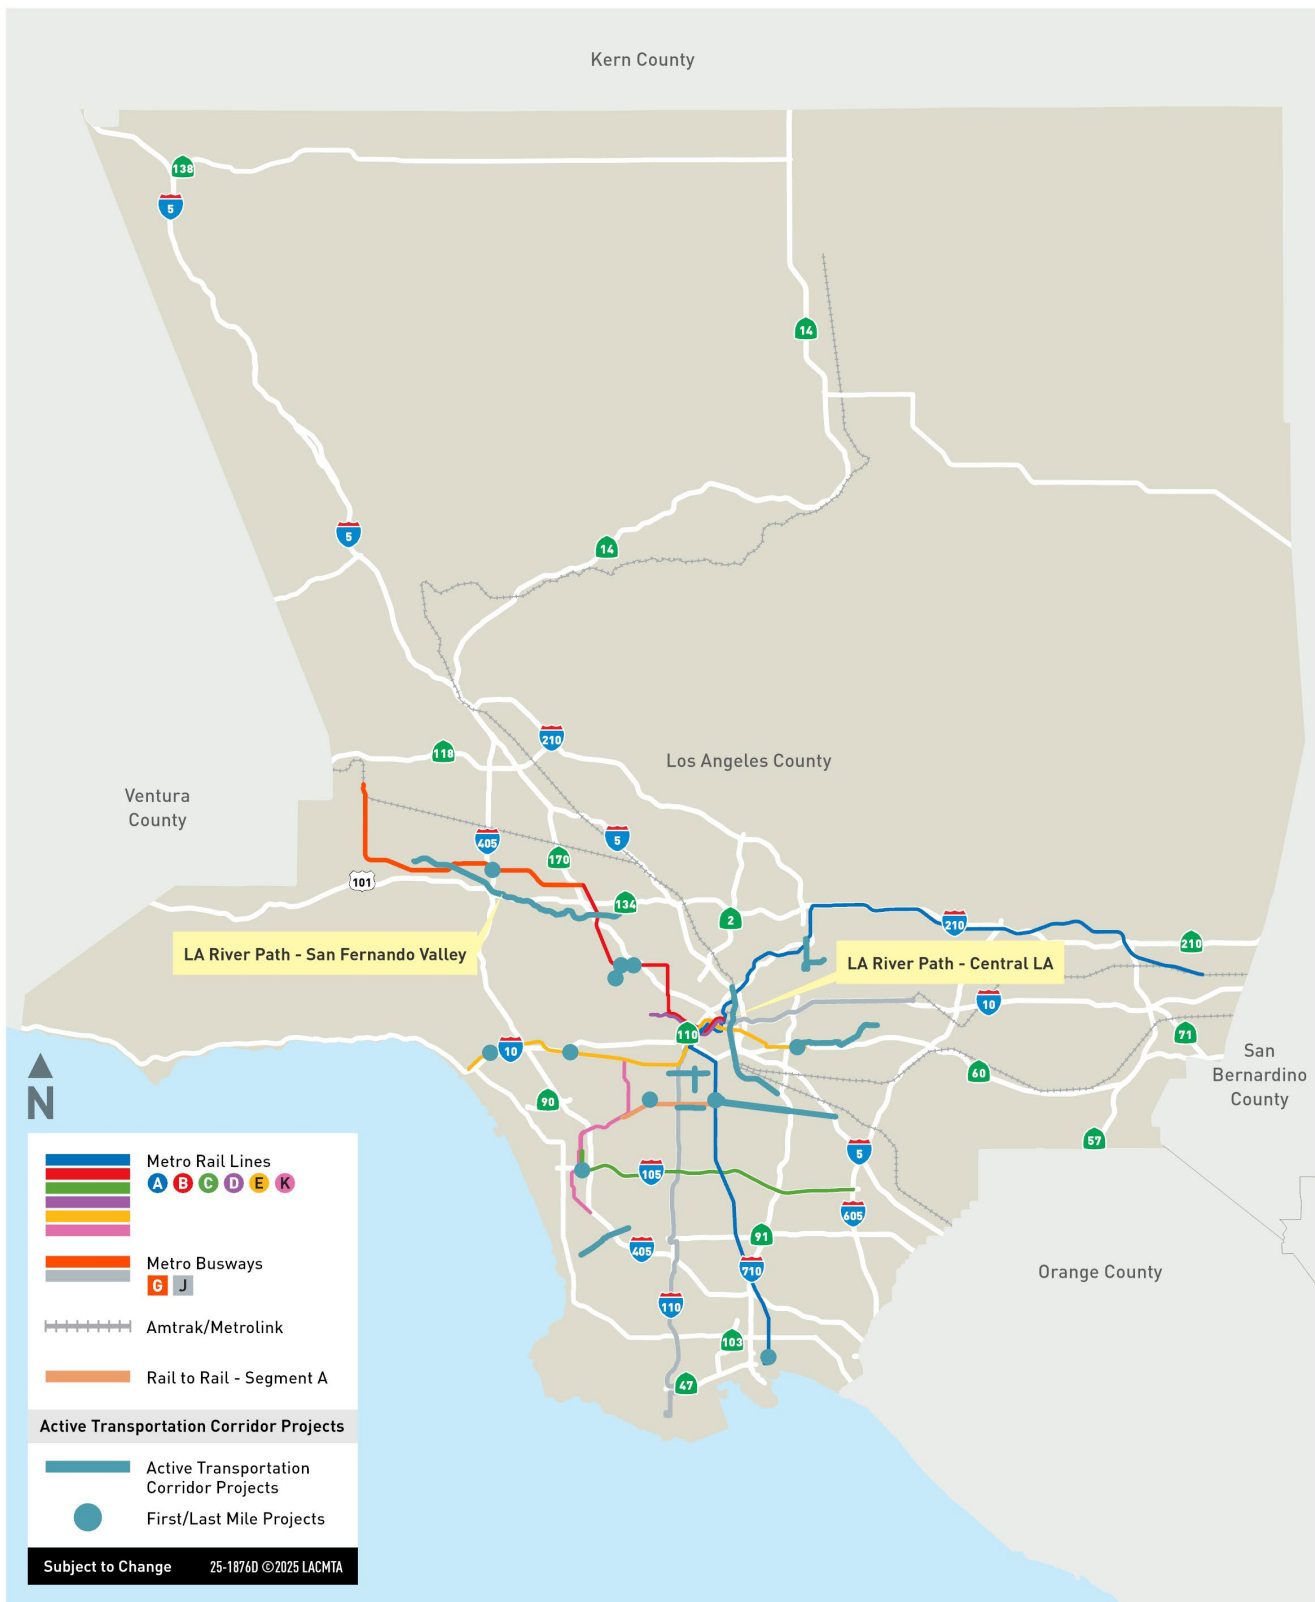 Kern County
138
5
14
5
14
210
118
Los Angeles County
Ventura
County
405
5
170
101
134
2
210
210
LA River Path - San Fernando Valley
LA River Path - Central LA
10
110
71
10
60
San
Bernardino
County
90
57
5
105
605
91
405
710
Orange County
110
103
47
N
Metro Rail Lines
A B C D E K
Metro Busways
G J
Amtrak/Metrolink
Rail to Rail - Segment A
Active Transportation Corridor Projects
Active Transportation
Corridor Projects
First/Last Mile Projects
Subject to Change 25-1876D ©2025 LACMTA